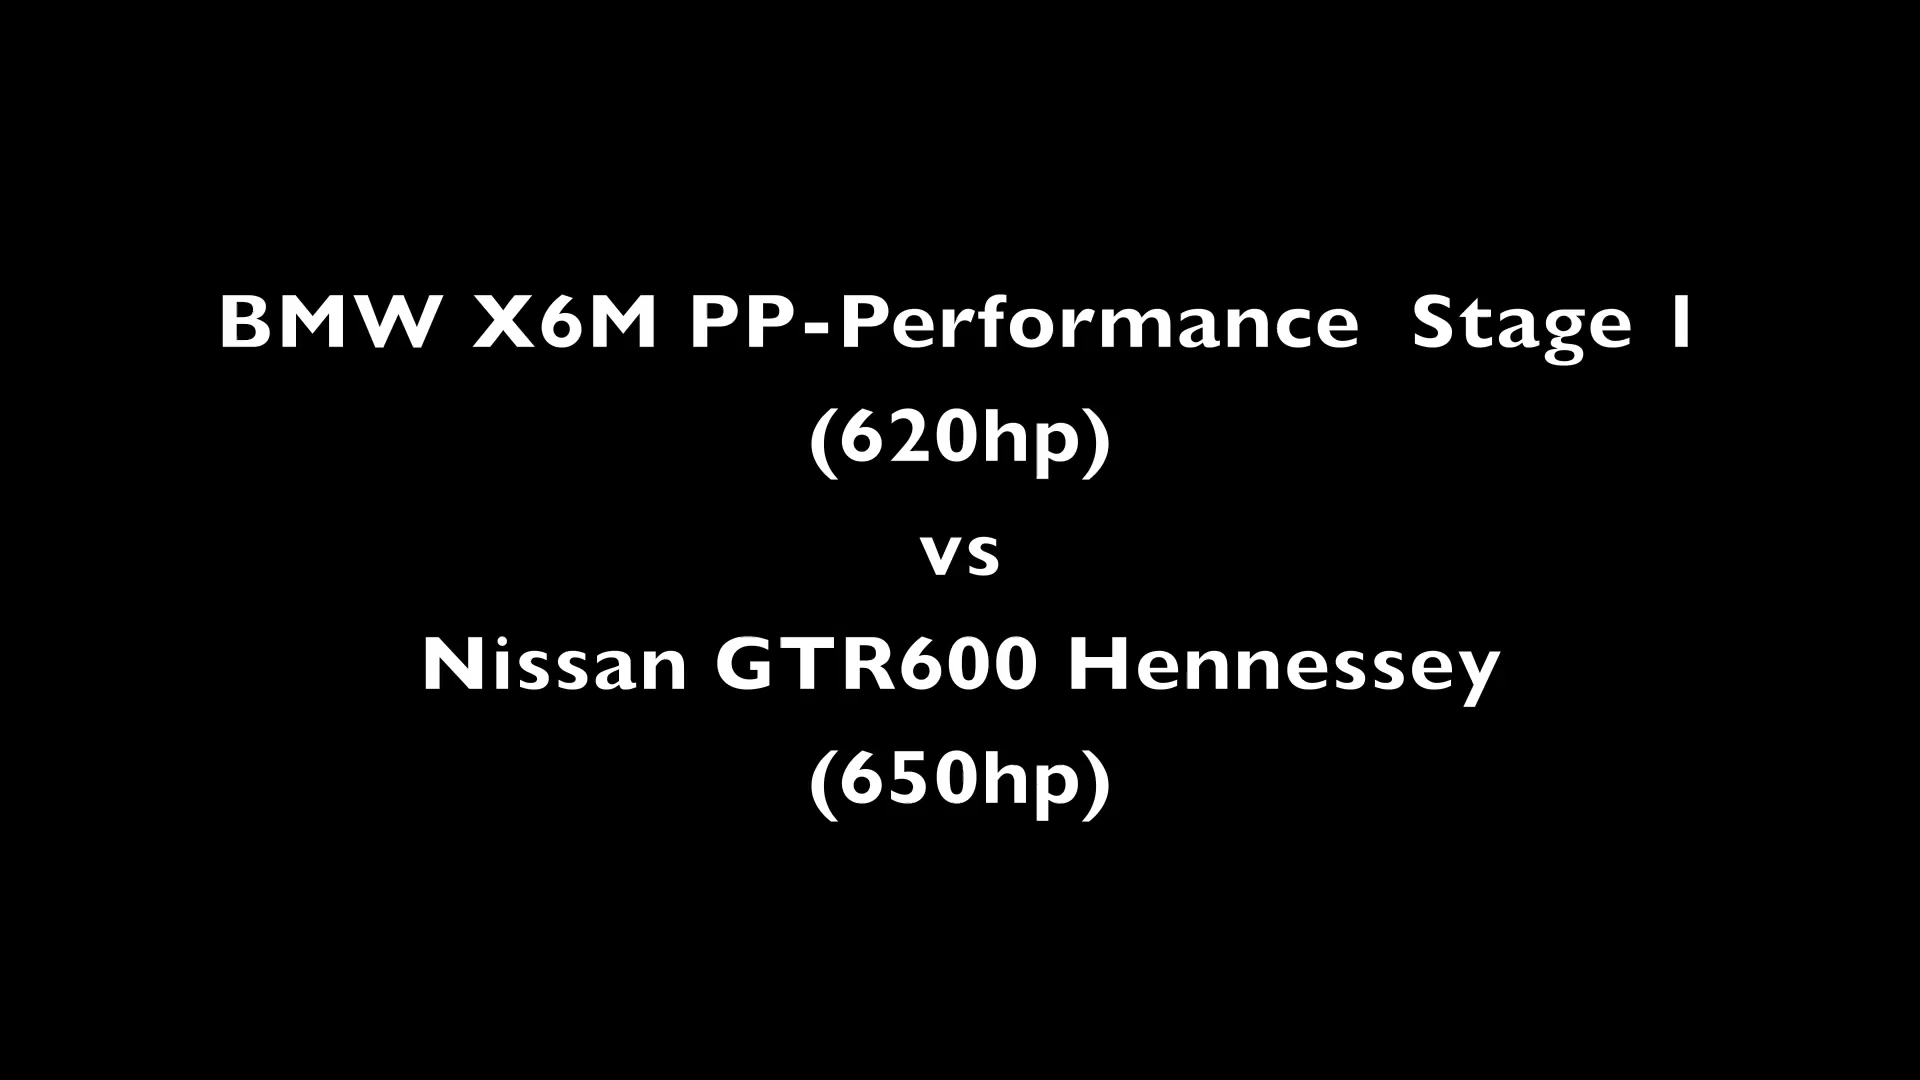 BMW X6M PP-Performance  Stage 1
(620hp)
vs
Nissan GTR600 Hennessey
(650hp)